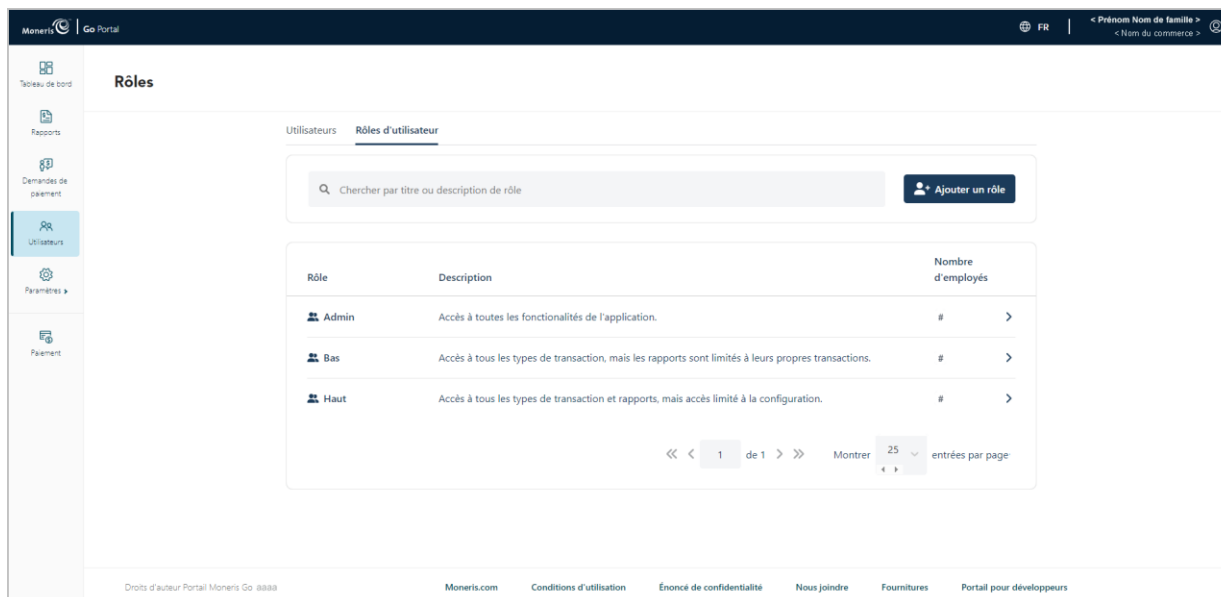 Moneris Go Portal
FR
< Prénom Nom de famille >
< Nom du commerce >
Tableau de bord
Rapports
Demandes de
paiement
Utilisateurs
Paramètres
Paiement
Rôles
Utilisateurs Rôles d'utilisateur
Chercher par titre ou description de rôle
Ajouter un rôle
Rôle Description Nombre
d'employés
Admin Accès à toutes les fonctionalités de l'application. #
Bas Accès à tous les types de transaction, mais les rapports sont limités à leurs propres transactions. #
Haut Accès à tous les types de transaction et rapports, mais accès limité à la configuration. #
1 de 1 Montrer 25 entrées par page
Droits d'auteur Portail Moneris Go aaaa Moneris.com Conditions d'utilisation Énoncé de confidentialité Nous joindre Fournitures Portail pour développeurs